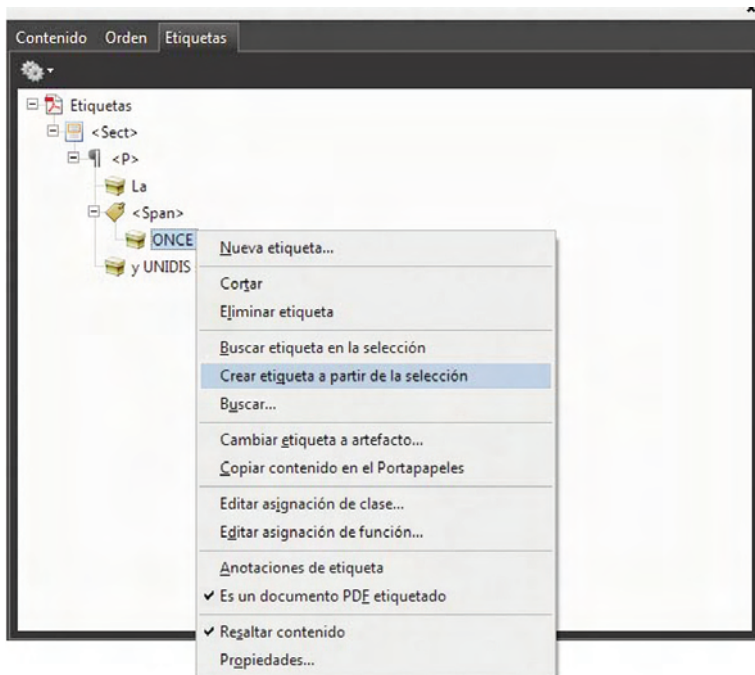 Contenido Orden Etiquetas
Etiquetas
<Sect>
<P>
La
<Span>
ONCE
y UNIDIS
Nueva etiqueta...
Cortar
Eliminar etiqueta
Buscar etiqueta en la selección
Crear etiqueta a partir de la selección
Buscar...
Cambiar etiqueta a artefacto...
Copiar contenido en el Portapapeles
Editar asignación de clase...
Editar asignación de función...
Anotaciones de etiqueta
Es un documento PDF etiquetado
Resaltar contenido
Propiedades...